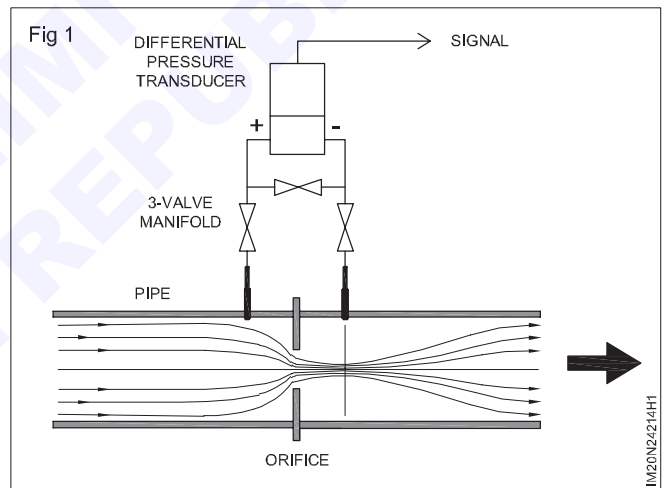 Fig 1
DIFFERENTIAL
PRESSURE
TRANSDUCER
SIGNAL
+
-
3-VALVE
MANIFOLD
PIPE
ORIFICE
IM20N24214H1